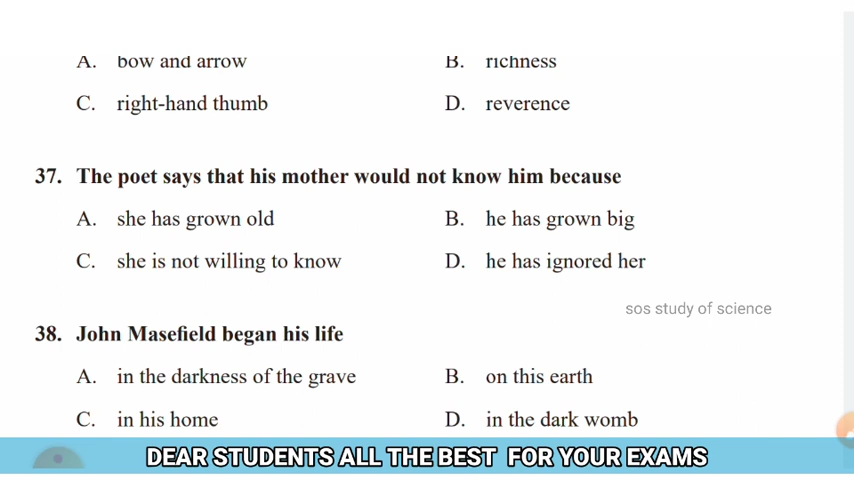 A. bow and arrow B. richness
C. right-hand thumb D. reverence
37. The poet says that his mother would not know him because
A. she has grown old B. he has grown big
C. she is not willing to know D. he has ignored her
sos study of science
38. John Masefield began his life
A. in the darkness of the grave B. on this earth
C. in his home D. in the dark womb
DEAR STUDENTS ALL THE BEST FOR YOUR EXAMS